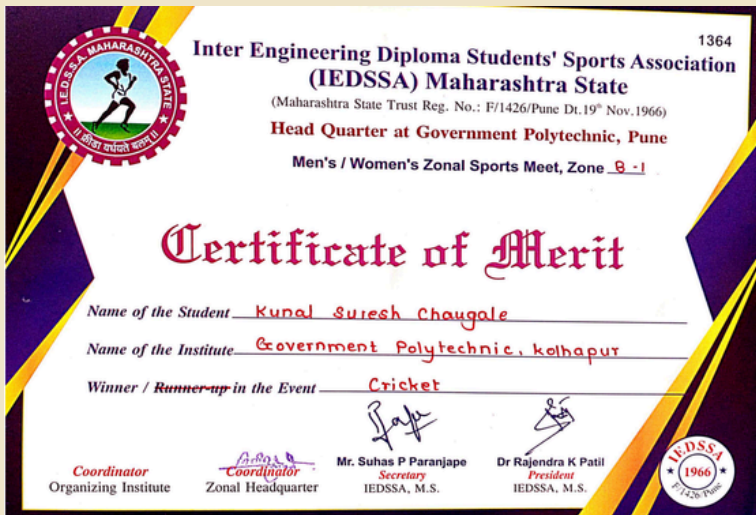 1364
I.E.D.S.S.A. MAHARASHTRA STATE
॥ क्रीडा वर्धयते बलम् ॥
Inter Engineering Diploma Students' Sports Association
(IEDSSA) Maharashtra State
(Maharashtra State Trust Reg. No.: F/1426/Pune Dt.19th Nov.1966)
Head Quarter at Government Polytechnic, Pune
Men's / Women's Zonal Sports Meet, Zone B-1
Certificate of Merit
Name of the Student Kunal Suresh Chaugale
Name of the Institute Government Polytechnic, Kolhapur
Winner / Runner-up in the Event Cricket
Coordinator
Organizing Institute
Coordinator
Zonal Headquarter
Mr. Suhas P Paranjape
Secretary
IEDSSA, M.S.
Dr Rajendra K Patil
President
IEDSSA, M.S.
IEDSSA
1966
F/1426/Pune